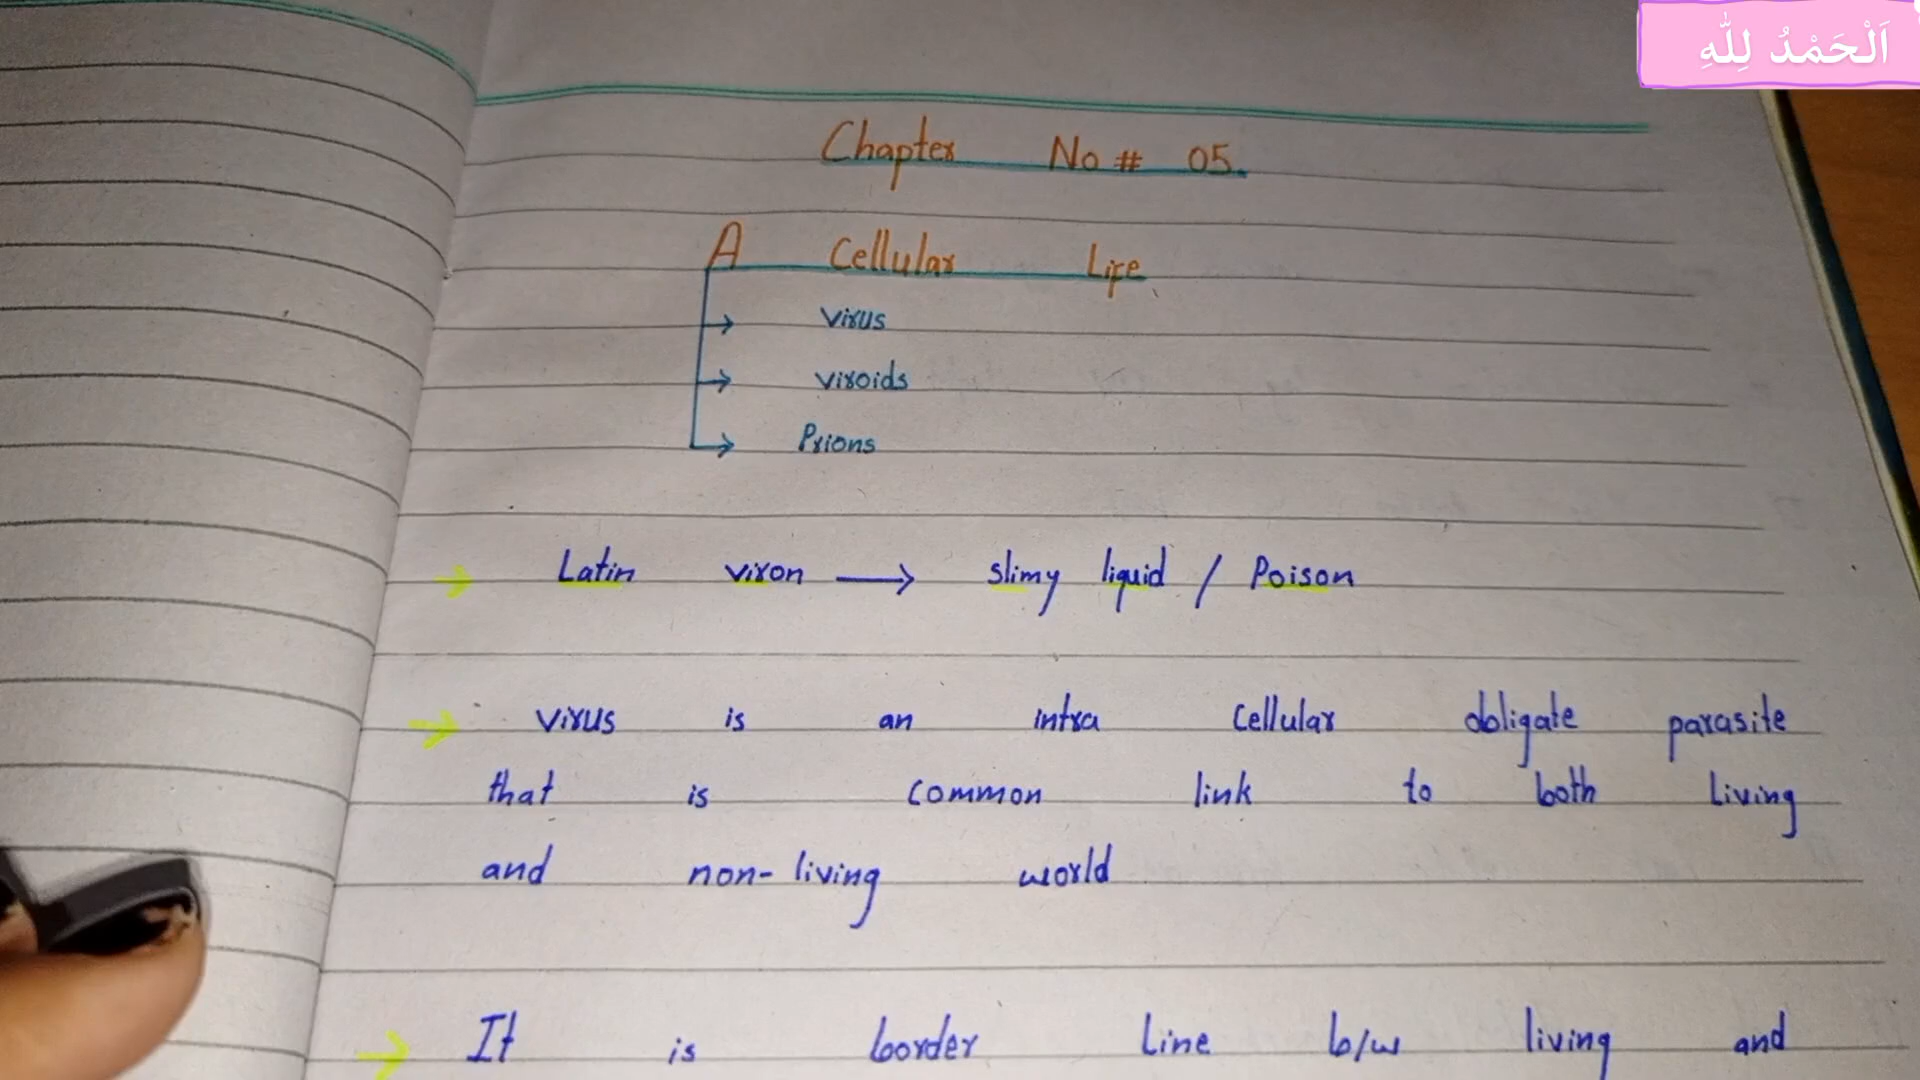 اَلْحَمْدُ لِلّٰهِ
Chapter No # 05.
A Cellular Life
virus
viroids
Prions
Latin viron → slimy liquid / Poison
virus is an intra Cellular obligate parasite
that is common link to both living
and non-living world
It is border Line b/w living and